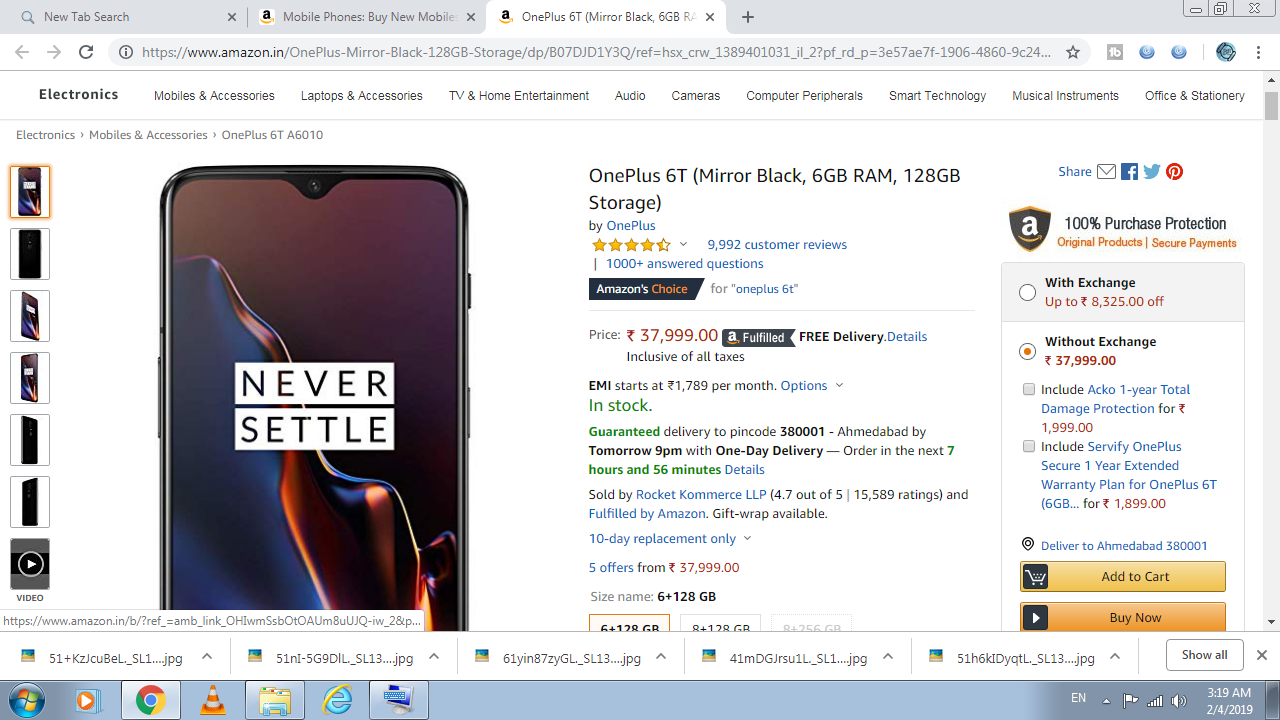 New Tab Search
Mobile Phones: Buy New Mobile
OnePlus 6T (Mirror Black, 6GB RA
https://www.amazon.in/OnePlus-Mirror-Black-128GB-Storage/dp/B07DJD1Y3Q/ref=hsx_crw_1389401031_il_2?pf_rd_p=3e57ae7f-1906-4860-9c24...
Electronics
Mobiles & Accessories
Laptops & Accessories
TV & Home Entertainment
Audio
Cameras
Computer Peripherals
Smart Technology
Musical Instruments
Office & Stationery
Electronics › Mobiles & Accessories › OnePlus 6T A6010
VIDEO
NEVER
SETTLE
OnePlus 6T (Mirror Black, 6GB RAM, 128GB
Storage)
by OnePlus
9,992 customer reviews
| 1000+ answered questions
Amazon's Choice for "oneplus 6t"
Price: ₹ 37,999.00 a Fulfilled FREE Delivery.Details
Inclusive of all taxes
EMI starts at ₹1,789 per month. Options
In stock.
Guaranteed delivery to pincode 380001 - Ahmedabad by
Tomorrow 9pm with One-Day Delivery — Order in the next 7
hours and 56 minutes Details
Sold by Rocket Kommerce LLP (4.7 out of 5 | 15,589 ratings) and
Fulfilled by Amazon. Gift-wrap available.
10-day replacement only
5 offers from ₹ 37,999.00
Size name: 6+128 GB
6+128 GB
8+128 GB
8+256 GB
Share
100% Purchase Protection
Original Products | Secure Payments
With Exchange
Up to ₹ 8,325.00 off
Without Exchange
₹ 37,999.00
Include Acko 1-year Total
Damage Protection for ₹
1,999.00
Include Servify OnePlus
Secure 1 Year Extended
Warranty Plan for OnePlus 6T
(6GB... for ₹ 1,899.00
Deliver to Ahmedabad 380001
Add to Cart
Buy Now
https://www.amazon.in/b/?ref_=amb_link_OHIwmSsbOtOAUm8uUJQ-iw_2&p...
51+KzJcuBeL._SL1....jpg
51nI-5G9DlL._SL13....jpg
61yin87zyGL._SL13....jpg
41mDGJrsu1L._SL1....jpg
51h6kIDyqtL._SL13....jpg
Show all
EN
3:19 AM
2/4/2019